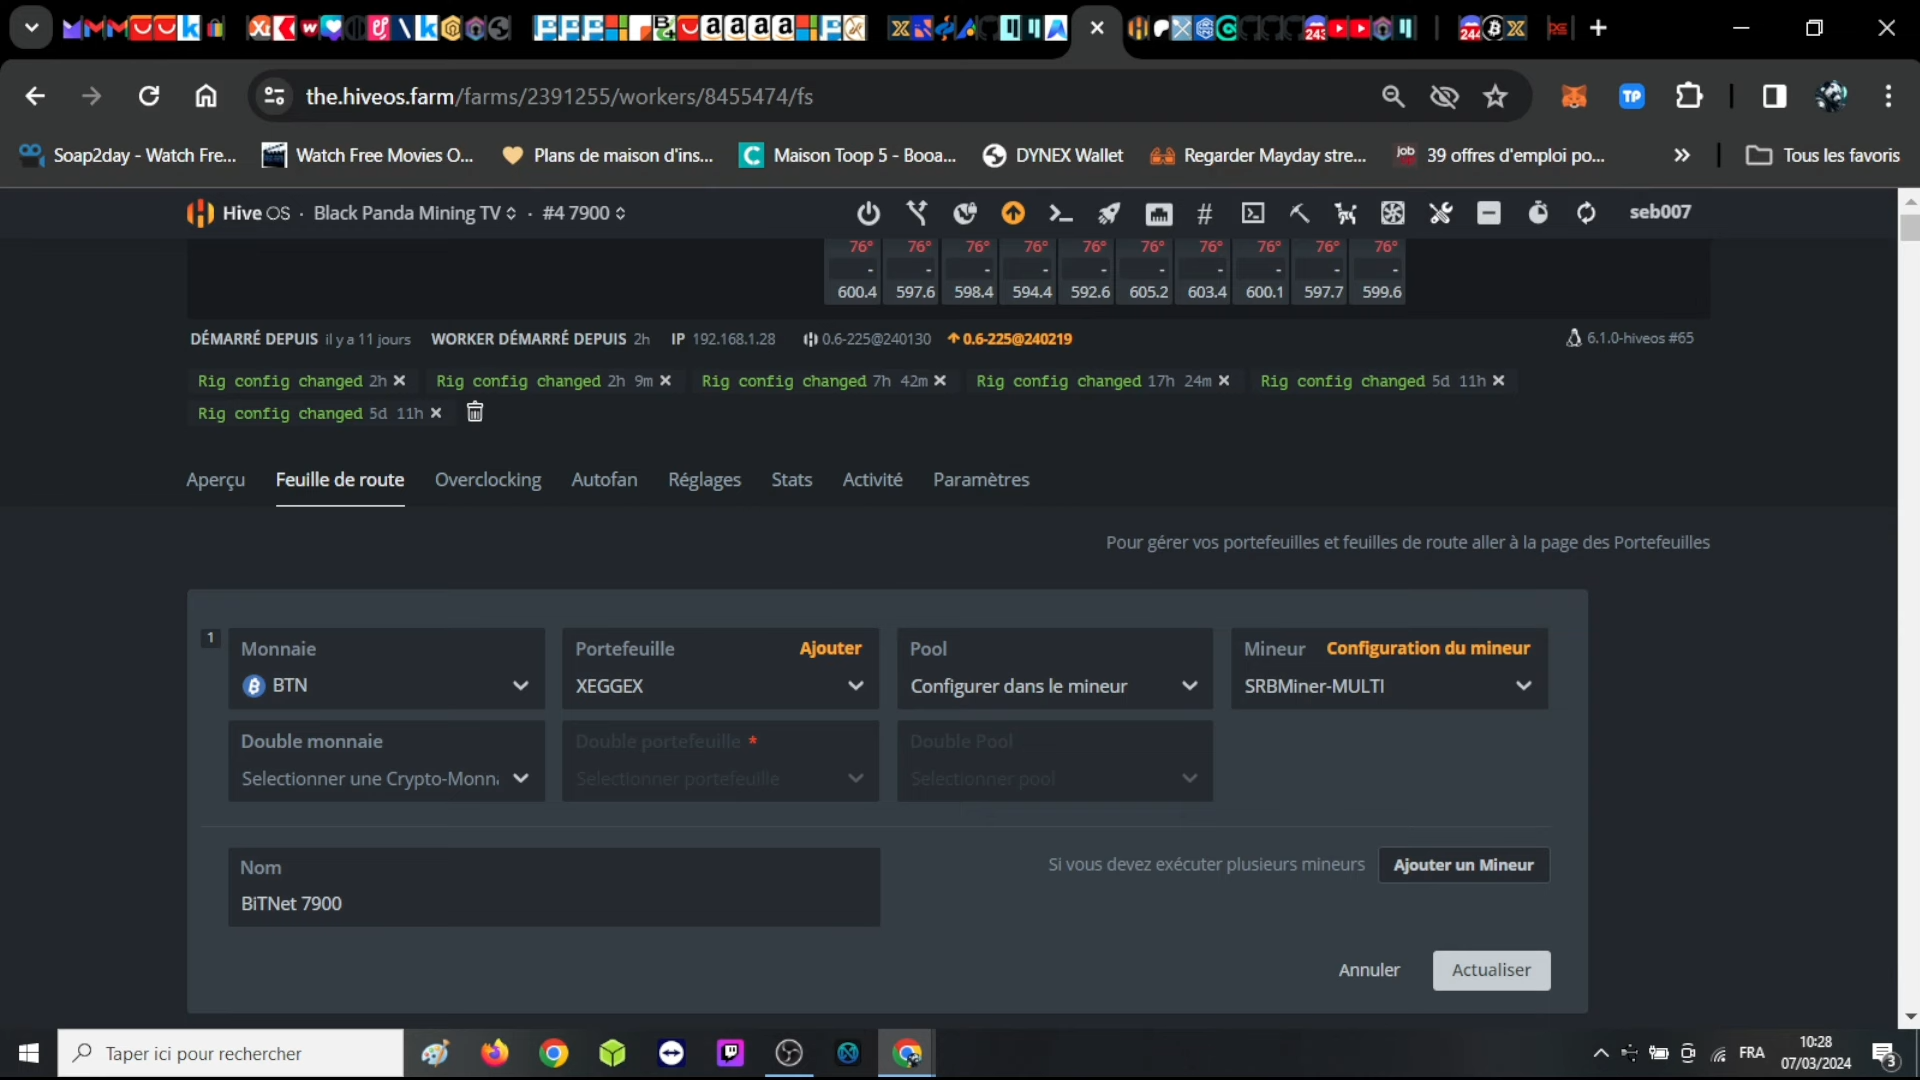 the.hiveos.farm/farms/2391255/workers/8455474/fs
Soap2day - Watch Fre...
Watch Free Movies O...
Plans de maison d'ins...
Maison Toop 5 - Booa...
DYNEX Wallet
Regarder Mayday stre...
job
39 offres d'emploi po...
Tous les favoris
Hive OS · Black Panda Mining TV · #4 7900
seb007
76° 76° 76° 76° 76° 76° 76° 76° 76° 76°
- - - - - - - - - -
600.4 597.6 598.4 594.4 592.6 605.2 603.4 600.1 597.7 599.6
DÉMARRÉ DEPUIS il y a 11 jours WORKER DÉMARRÉ DEPUIS 2h IP 192.168.1.28 0.6-225@240130 0.6-225@240219 6.1.0-hiveos #65
Rig config changed 2h Rig config changed 2h 9m Rig config changed 7h 42m Rig config changed 17h 24m Rig config changed 5d 11h
Rig config changed 5d 11h
Aperçu Feuille de route Overclocking Autofan Réglages Stats Activité Paramètres
Pour gérer vos portefeuilles et feuilles de route aller à la page des Portefeuilles
1
Monnaie
BTN
Portefeuille Ajouter
XEGGEX
Pool
Configurer dans le mineur
Mineur Configuration du mineur
SRBMiner-MULTI
Double monnaie
Selectionner une Crypto-Monn
Double portefeuille *
Selectionner portefeuille
Double Pool
Selectionner pool
Nom
BiTNet 7900
Si vous devez exécuter plusieurs mineurs
Ajouter un Mineur
Annuler
Actualiser
Taper ici pour rechercher
FRA
10:28
07/03/2024
3